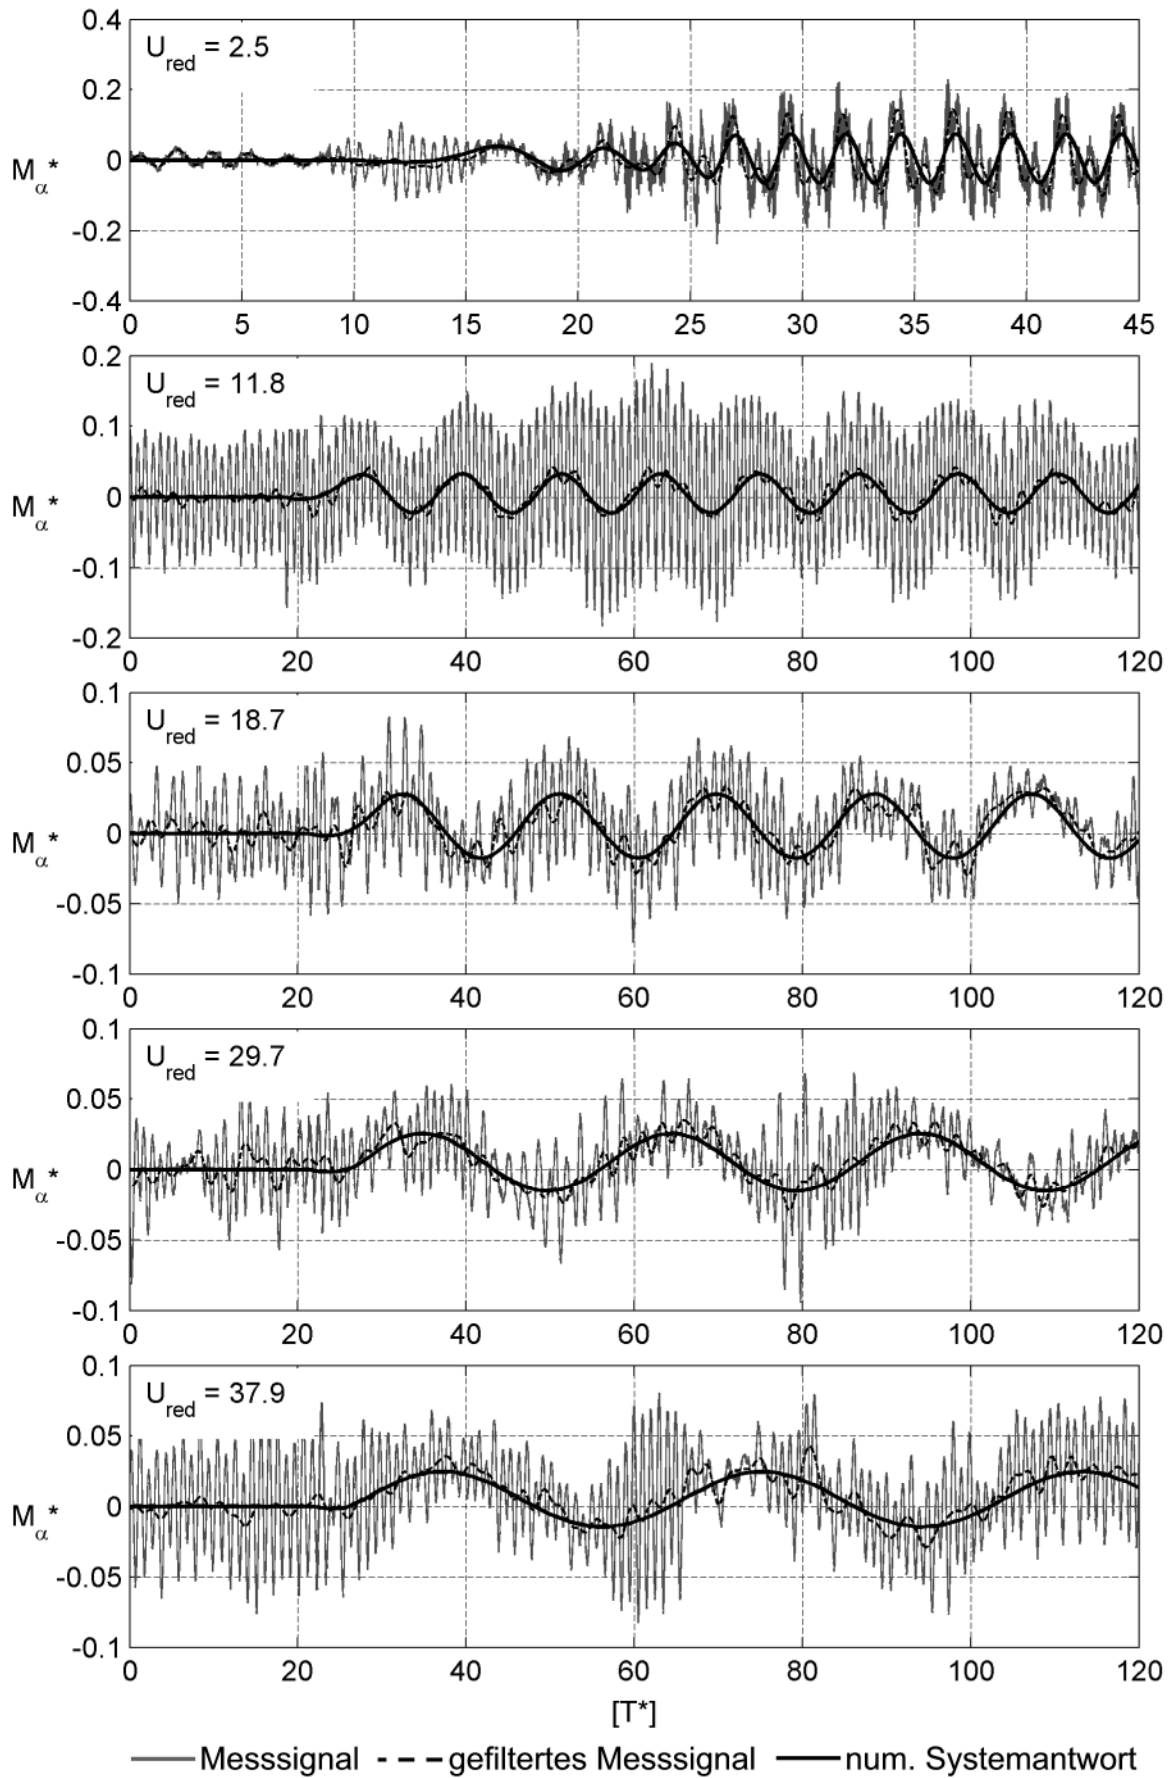 0.4
U_red = 2.5
0.2
M_α* 0
-0.2
-0.4
0 5 10 15 20 25 30 35 40 45
0.2
U_red = 11.8
0.1
M_α* 0
-0.1
-0.2
0 20 40 60 80 100 120
0.1
U_red = 18.7
0.05
M_α* 0
-0.05
-0.1
0 20 40 60 80 100 120
0.1
U_red = 29.7
0.05
M_α* 0
-0.05
-0.1
0 20 40 60 80 100 120
0.1
U_red = 37.9
0.05
M_α* 0
-0.05
-0.1
0 20 40 60 80 100 120
[T*]
Messsignal gefiltertes Messsignal num. Systemantwort